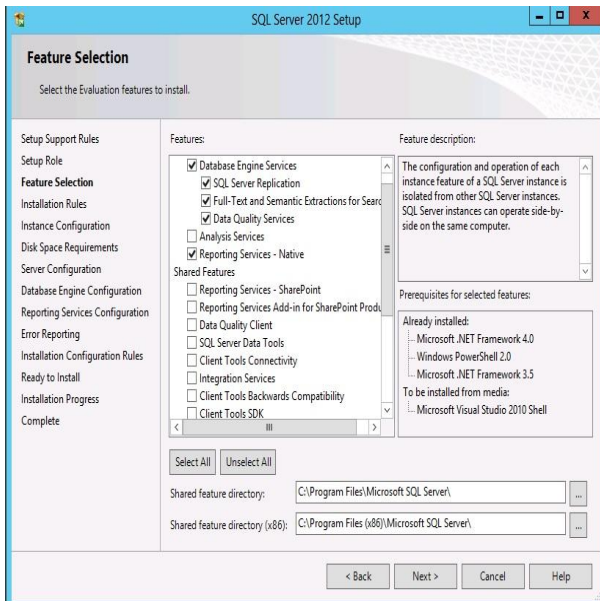 SQL Server 2012 Setup
Feature Selection
Select the Evaluation features to install.
Setup Support Rules
Setup Role
Feature Selection
Installation Rules
Instance Configuration
Disk Space Requirements
Server Configuration
Database Engine Configuration
Reporting Services Configuration
Error Reporting
Installation Configuration Rules
Ready to Install
Installation Progress
Complete
Features:
Database Engine Services
SQL Server Replication
Full-Text and Semantic Extractions for Searc
Data Quality Services
Analysis Services
Reporting Services - Native
Shared Features
Reporting Services - SharePoint
Reporting Services Add-in for SharePoint Produ
Data Quality Client
SQL Server Data Tools
Client Tools Connectivity
Integration Services
Client Tools Backwards Compatibility
Client Tools SDK
Feature description:
The configuration and operation of each
instance feature of a SQL Server instance is
isolated from other SQL Server instances.
SQL Server instances can operate side-by-
side on the same computer.
Prerequisites for selected features:
Already installed:
Microsoft .NET Framework 4.0
Windows PowerShell 2.0
Microsoft .NET Framework 3.5
To be installed from media:
Microsoft Visual Studio 2010 Shell
Select All
Unselect All
Shared feature directory:
C:\Program Files\Microsoft SQL Server\
...
Shared feature directory (x86):
C:\Program Files (x86)\Microsoft SQL Server\
...
< Back
Next >
Cancel
Help